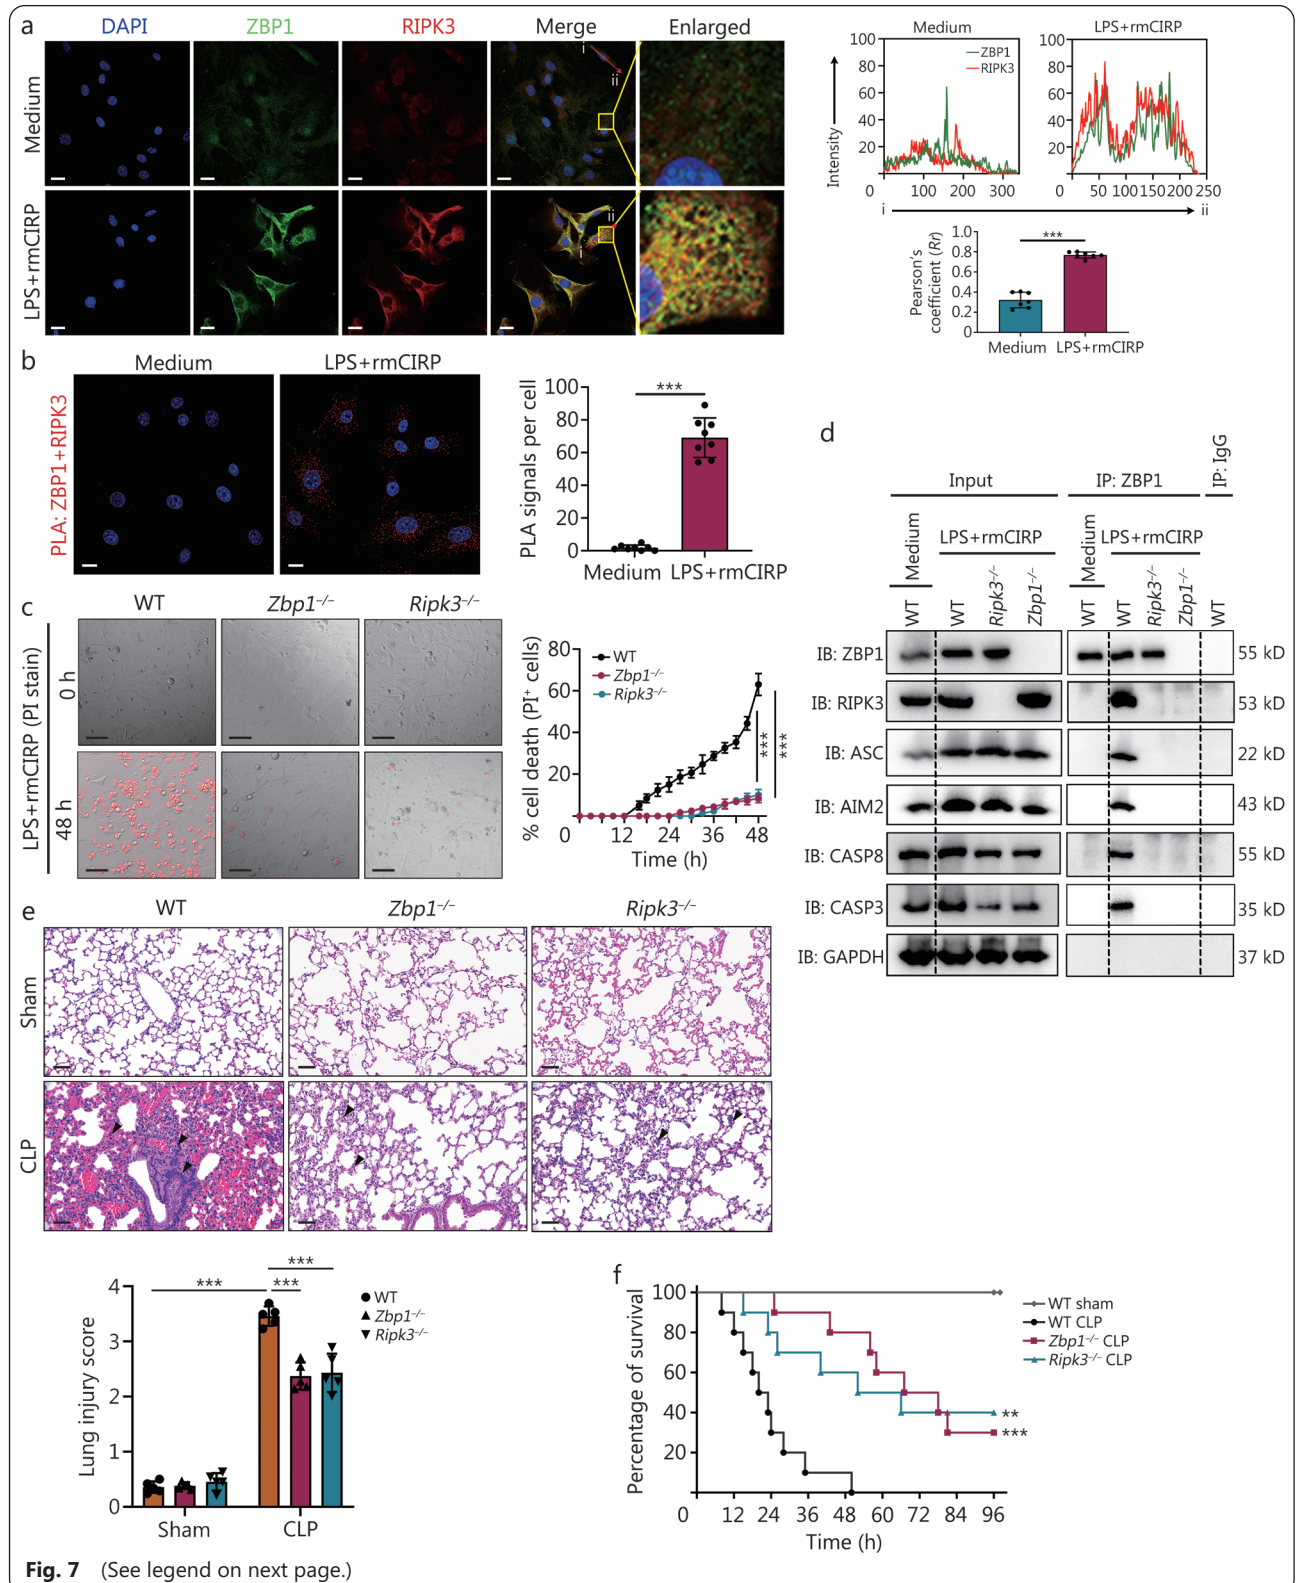 a
DAPI ZBP1 RIPK3 Merge Enlarged
Medium
i
ii
LPS+rmCIRP
ii
i
Medium LPS+rmCIRP
Intensity
100 100
80 80
60 60
40 40
20 20
0 100 200 300
0 50 100 150 200 250
ZBP1
RIPK3
i ii
Pearson's
coefficient (Rr)
1.0
0.8
0.6
0.4
0.2
0
***
Medium LPS+rmCIRP
b
Medium LPS+rmCIRP
PLA: ZBP1+RIPK3
PLA signals per cell
100
80
60
40
20
0
***
Medium LPS+rmCIRP
c
WT Zbp1–/– Ripk3–/–
LPS+rmCIRP (PI stain)
0 h
48 h
% cell death (PI+ cells)
80
60
40
20
0 12 24 36 48
Time (h)
WT
Zbp1–/–
Ripk3–/–
***
***
d
Input IP: ZBP1 IP: IgG
Medium LPS+rmCIRP Medium LPS+rmCIRP
WT WT Ripk3–/– Zbp1–/– WT WT Ripk3–/– Zbp1–/– WT
IB: ZBP1 55 kD
IB: RIPK3 53 kD
IB: ASC 22 kD
IB: AIM2 43 kD
IB: CASP8 55 kD
IB: CASP3 35 kD
IB: GAPDH 37 kD
e
WT Zbp1–/– Ripk3–/–
Sham
CLP
Lung injury score
4
3
2
1
0
***
***
***
Sham CLP
WT
Zbp1–/–
Ripk3–/–
f
Percentage of survival
100
80
60
40
20
0 12 24 36 48 60 72 84 96
Time (h)
WT sham
WT CLP
Zbp1–/– CLP
Ripk3–/– CLP
**
***
Fig. 7 (See legend on next page.)